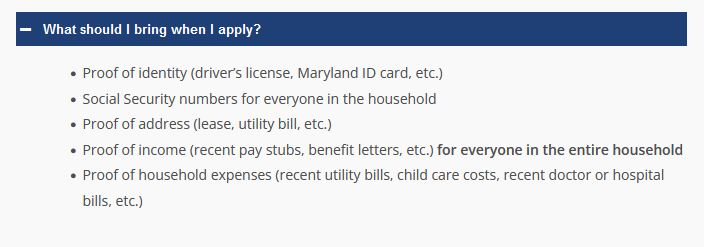 What should I bring when I apply?
Proof of identity (driver’s license, Maryland ID card, etc.)
Social Security numbers for everyone in the household
Proof of address (lease, utility bill, etc.)
Proof of income (recent pay stubs, benefit letters, etc.) for everyone in the entire household
Proof of household expenses (recent utility bills, child care costs, recent doctor or hospital
bills, etc.)